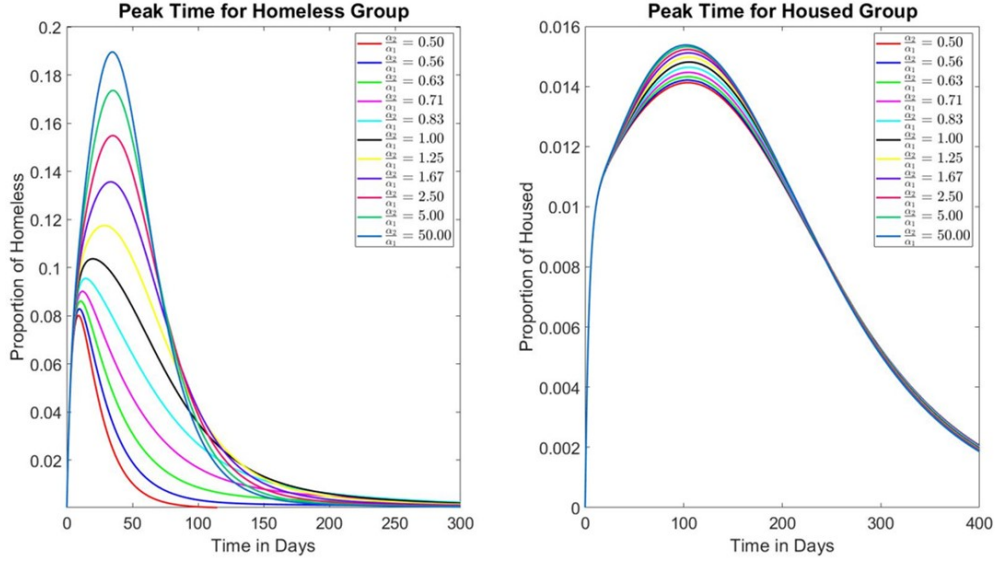 Peak Time for Homeless Group
Proportion of Homeless
0.2
0.18
0.16
0.14
0.12
0.1
0.08
0.06
0.04
0.02
0 50 100 150 200 250 300
Time in Days
α2/α1 = 0.50
α2/α1 = 0.56
α2/α1 = 0.63
α2/α1 = 0.71
α2/α1 = 0.83
α2/α1 = 1.00
α2/α1 = 1.25
α2/α1 = 1.67
α2/α1 = 2.50
α2/α1 = 5.00
α2/α1 = 50.00
Peak Time for Housed Group
Proportion of Housed
0.016
0.014
0.012
0.01
0.008
0.006
0.004
0.002
0
0 100 200 300 400
Time in Days
α2/α1 = 0.50
α2/α1 = 0.56
α2/α1 = 0.63
α2/α1 = 0.71
α2/α1 = 0.83
α2/α1 = 1.00
α2/α1 = 1.25
α2/α1 = 1.67
α2/α1 = 2.50
α2/α1 = 5.00
α2/α1 = 50.00